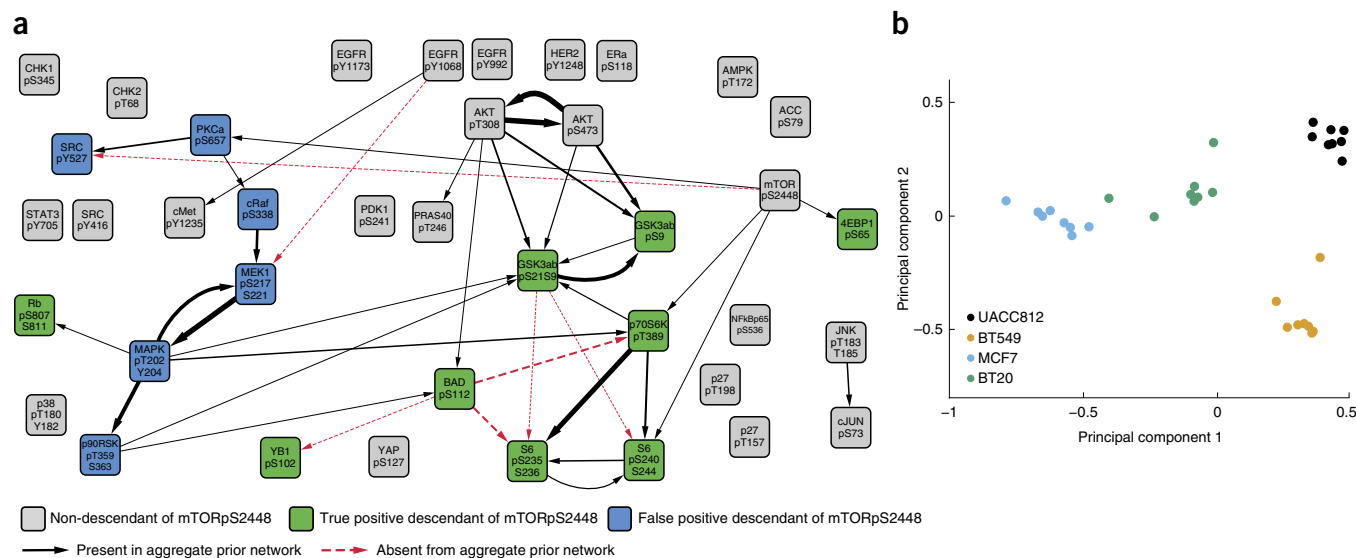 a
b
CHK1
pS345
CHK2
pT68
EGFR
pY1173
EGFR
pY1068
EGFR
pY992
HER2
pY1248
ERa
pS118
AMPK
pT172
ACC
pS79
SRC
pY527
PKCa
pS657
AKT
pT308
AKT
pS473
mTOR
pS2448
STAT3
pY705
SRC
pY416
cMet
pY1235
cRaf
pS338
PDK1
pS241
PRAS40
pT246
GSK3ab
pS9
4EBP1
pS65
MEK1
pS217
S221
GSK3ab
pS21S9
Rb
pS807
S811
MAPK
pT202
Y204
p70S6K
pT389
NFkBp65
pS536
JNK
pT183
T185
BAD
pS112
p27
pT198
p38
pT180
Y182
p90RSK
pT359
S363
YB1
pS102
YAP
pS127
S6
pS235
S236
S6
pS240
S244
p27
pT157
cJUN
pS73
Non-descendant of mTORpS2448
True positive descendant of mTORpS2448
False positive descendant of mTORpS2448
Present in aggregate prior network
Absent from aggregate prior network
Principal component 2
0.5
0
−0.5
UACC812
BT549
MCF7
BT20
−1
−0.5
0
0.5
Principal component 1